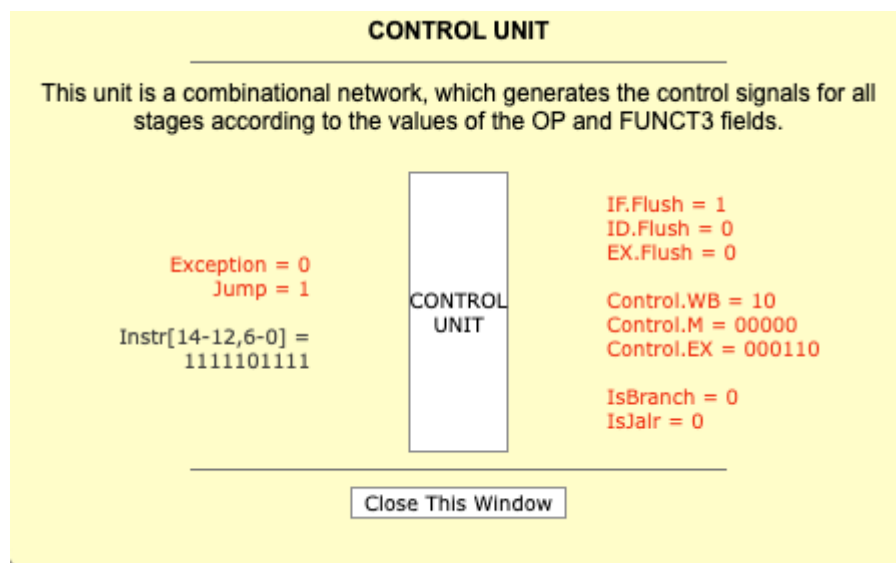 CONTROL UNIT
This unit is a combinational network, which generates the control signals for all
stages according to the values of the OP and FUNCT3 fields.
Exception = 0
Jump = 1
Instr[14-12,6-0] =
1111101111
CONTROL
UNIT
IF.Flush = 1
ID.Flush = 0
EX.Flush = 0
Control.WB = 10
Control.M = 00000
Control.EX = 000110
IsBranch = 0
IsJalr = 0
Close This Window